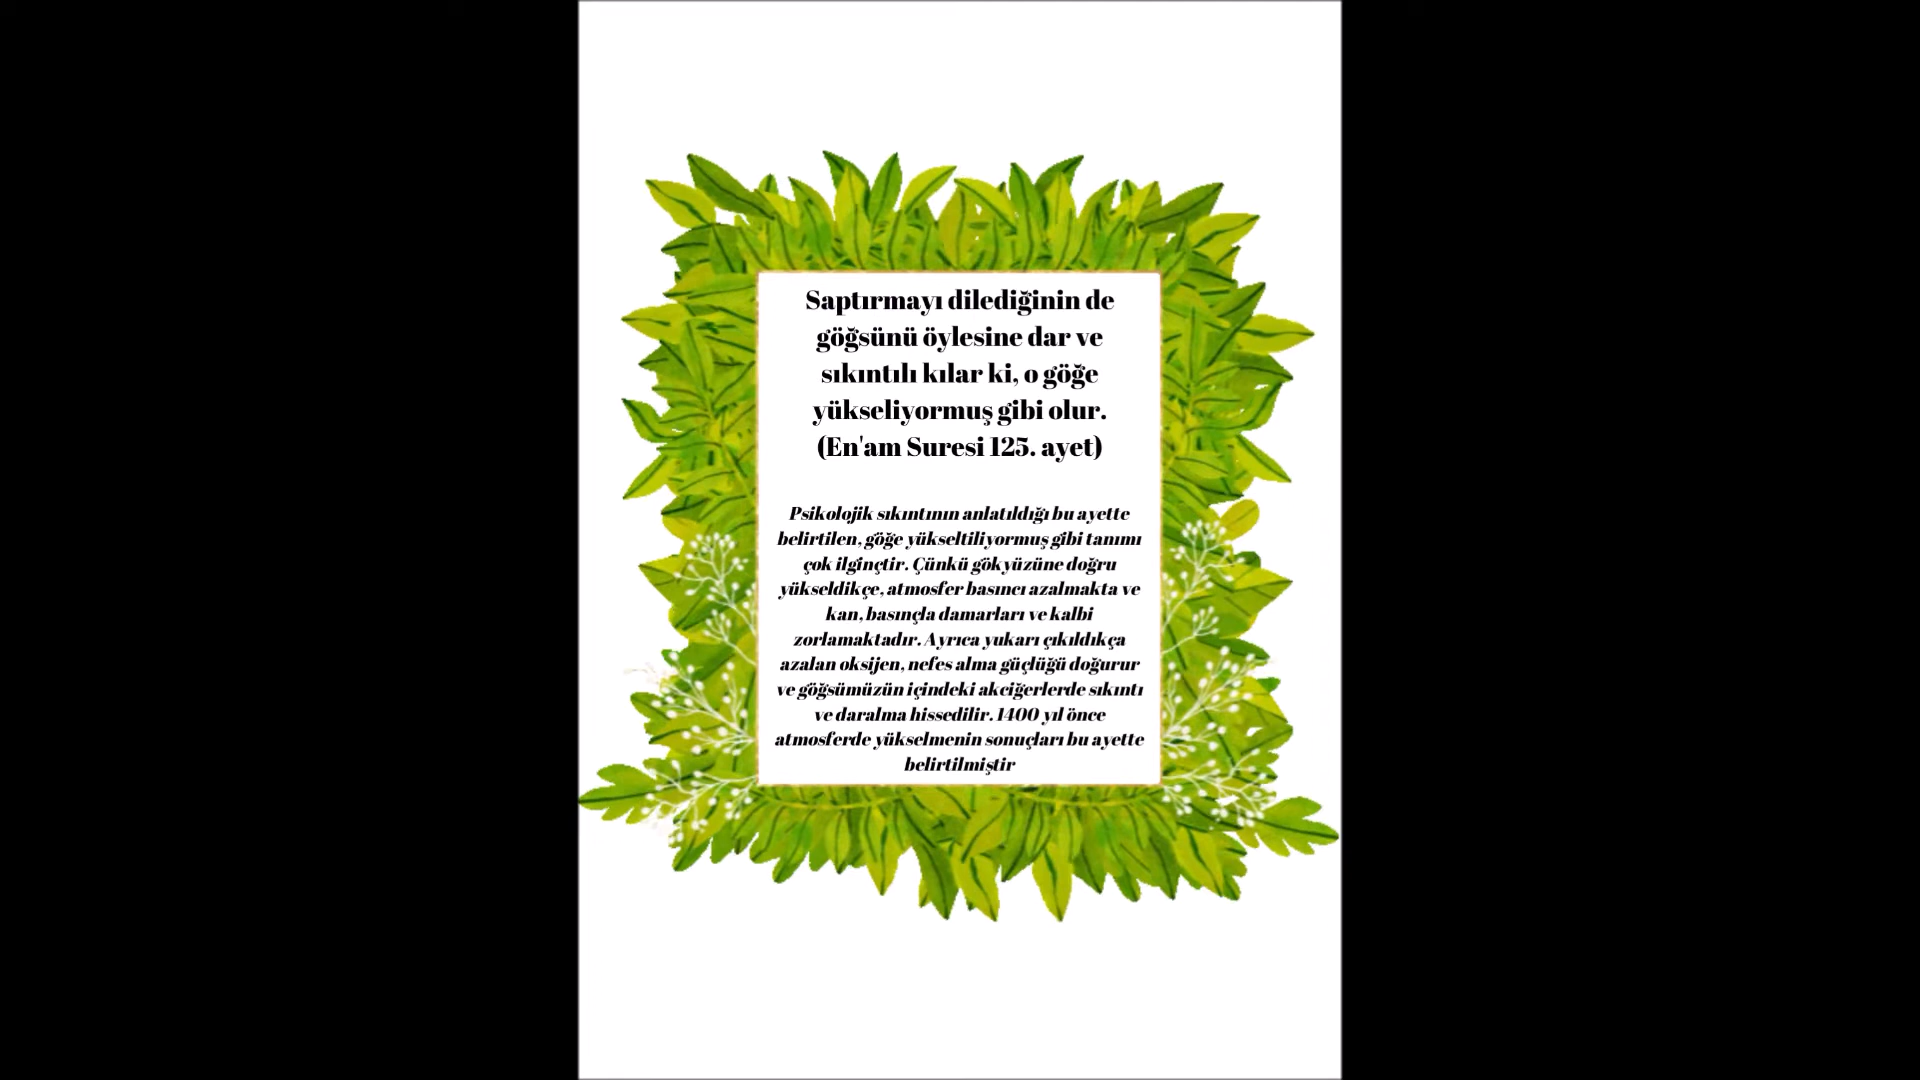 Saptırmayı dilediğinin de
göğsünü öylesine dar ve
sıkıntılı kılar ki, o göğe
yükseliyormuş gibi olur.
(En'am Suresi 125. ayet)
Psikolojik sıkıntının anlatıldığı bu ayette
belirtilen, göğe yükseltiliyormuş gibi tanımı
çok ilginçtir. Çünkü gökyüzüne doğru
yükseldikçe, atmosfer basıncı azalmakta ve
kan, basınçla damarları ve kalbi
zorlamaktadır. Ayrıca yukarı çıkıldıkça
azalan oksijen, nefes alma güçlüğü doğurur
ve göğsümüzün içindeki akciğerlerde sıkıntı
ve daralma hissedilir. 1400 yıl önce
atmosferde yükselmenin sonuçları bu ayette
belirtilmiştir